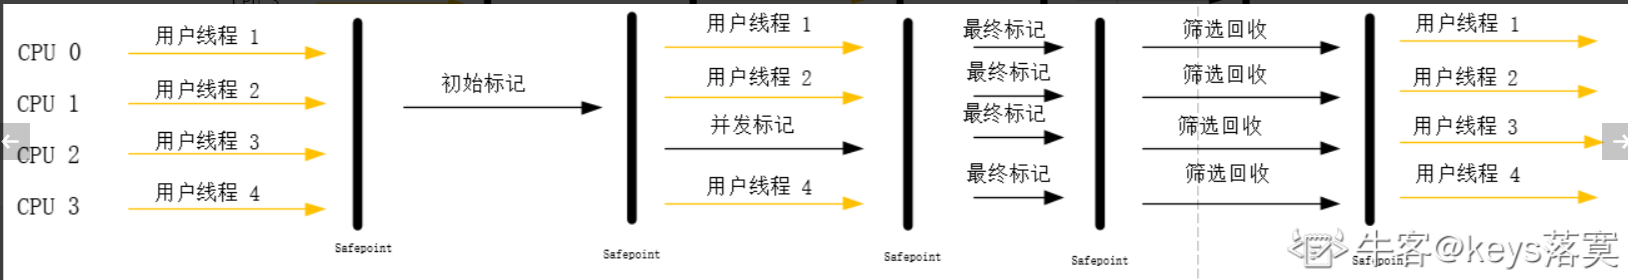 CPU 0
用户线程 1
初始标记
用户线程 1
最终标记
筛选回收
用户线程 1
CPU 1
用户线程 2
用户线程 2
最终标记
筛选回收
用户线程 2
CPU 2
用户线程 3
并发标记
最终标记
筛选回收
用户线程 3
CPU 3
用户线程 4
用户线程 4
最终标记
筛选回收
用户线程 4
Safepoint
Safepoint
Safepoint
Safepoint
Safepoint
牛客@keys落寞